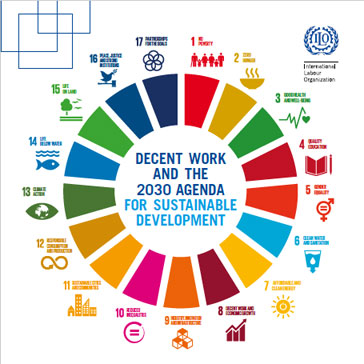 ILO
International
Labour
Organization
17 PARTNERSHIPS
FOR THE GOALS
1 NO
POVERTY
16 PEACE, JUSTICE
AND STRONG
INSTITUTIONS
2 ZERO
HUNGER
15 LIFE
ON LAND
3 GOOD HEALTH
AND WELL-BEING
14 LIFE
BELOW WATER
4 QUALITY
EDUCATION
DECENT WORK
AND THE
2030 AGENDA
FOR SUSTAINABLE
DEVELOPMENT
13 CLIMATE
ACTION
5 GENDER
EQUALITY
12 RESPONSIBLE
CONSUMPTION
AND PRODUCTION
6 CLEAN WATER
AND SANITATION
11 SUSTAINABLE CITIES
AND COMMUNITIES
7 AFFORDABLE AND
CLEAN ENERGY
10 REDUCED
INEQUALITIES
9 INDUSTRY, INNOVATION
AND INFRASTRUCTURE
8 DECENT WORK AND
ECONOMIC GROWTH